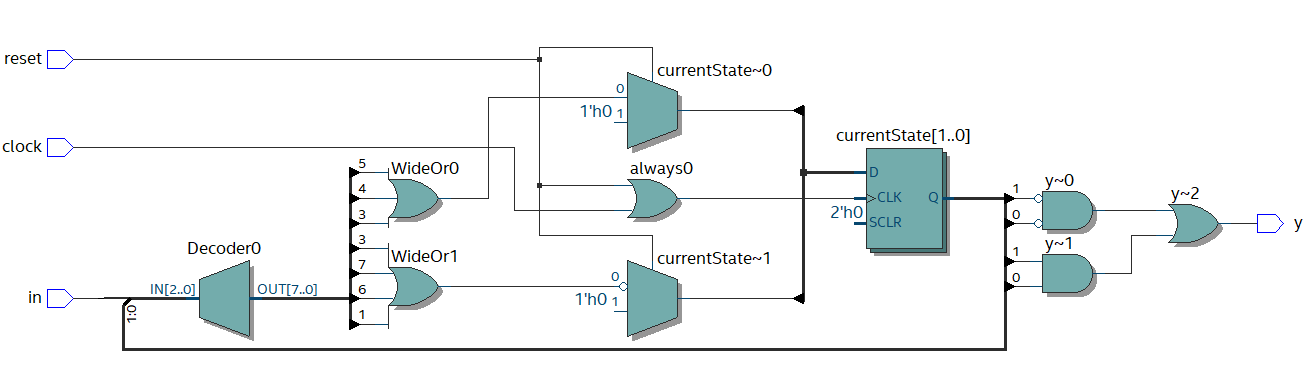 reset
clock
in
1:0
Decoder0
IN[2..0]
OUT[7..0]
5
WideOr0
4
3
3
WideOr1
7
6
1
currentState~0
0
1'h0
1
always0
currentState~1
0
1'h0
1
currentState[1..0]
D
CLK
Q
2'h0
SCLR
1
y~0
0
y~1
1
0
y~2
y